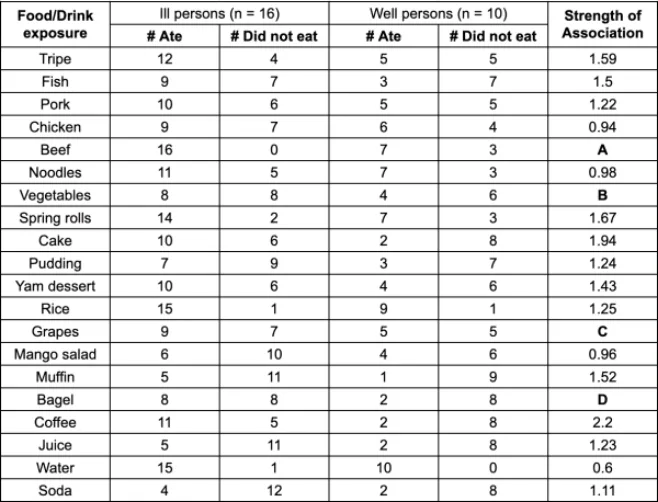 Food/Drink exposure Ill persons (n = 16) Well persons (n = 10) Strength of Association
# Ate # Did not eat # Ate # Did not eat
Tripe 12 4 5 5 1.59
Fish 9 7 3 7 1.5
Pork 10 6 5 5 1.22
Chicken 9 7 6 4 0.94
Beef 16 0 7 3 A
Noodles 11 5 7 3 0.98
Vegetables 8 8 4 6 B
Spring rolls 14 2 7 3 1.67
Cake 10 6 2 8 1.94
Pudding 7 9 3 7 1.24
Yam dessert 10 6 4 6 1.43
Rice 15 1 9 1 1.25
Grapes 9 7 5 5 C
Mango salad 6 10 4 6 0.96
Muffin 5 11 1 9 1.52
Bagel 8 8 2 8 D
Coffee 11 5 2 8 2.2
Juice 5 11 2 8 1.23
Water 15 1 10 0 0.6
Soda 4 12 2 8 1.11